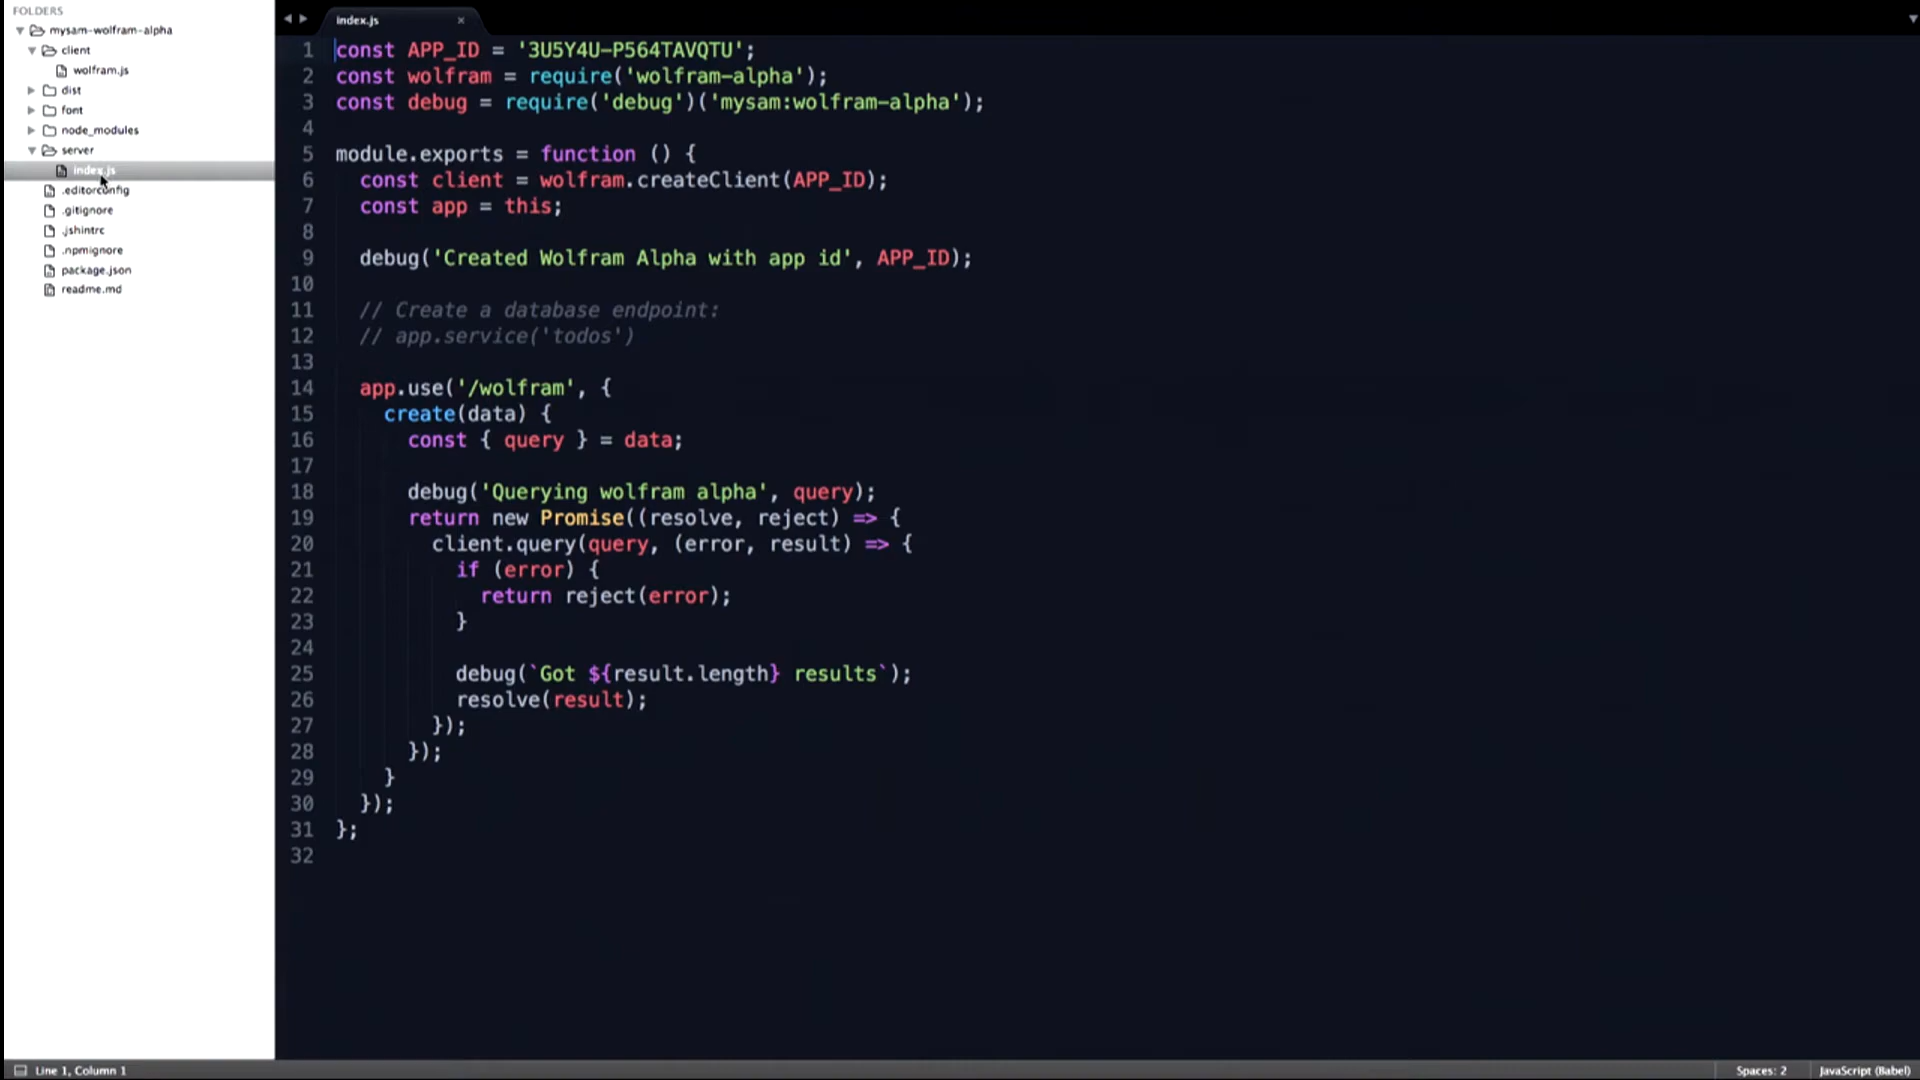 FOLDERS
mysam-wolfram-alpha
client
wolfram.js
dist
font
node_modules
server
index.js
.editorconfig
.gitignore
.jshintrc
.npmignore
package.json
readme.md
index.js ×
1 const APP_ID = '3U5Y4U-P564TAVQTU';
2 const wolfram = require('wolfram-alpha');
3 const debug = require('debug')('mysam:wolfram-alpha');
4
5 module.exports = function () {
6   const client = wolfram.createClient(APP_ID);
7   const app = this;
8
9   debug('Created Wolfram Alpha with app id', APP_ID);
10
11   // Create a database endpoint:
12   // app.service('todos')
13
14   app.use('/wolfram', {
15     create(data) {
16       const { query } = data;
17
18       debug('Querying wolfram alpha', query);
19       return new Promise((resolve, reject) => {
20         client.query(query, (error, result) => {
21           if (error) {
22             return reject(error);
23           }
24
25           debug(`Got ${result.length} results`);
26           resolve(result);
27         });
28       });
29     }
30   });
31 };
32
Line 1, Column 1
Spaces: 2
JavaScript (Babel)